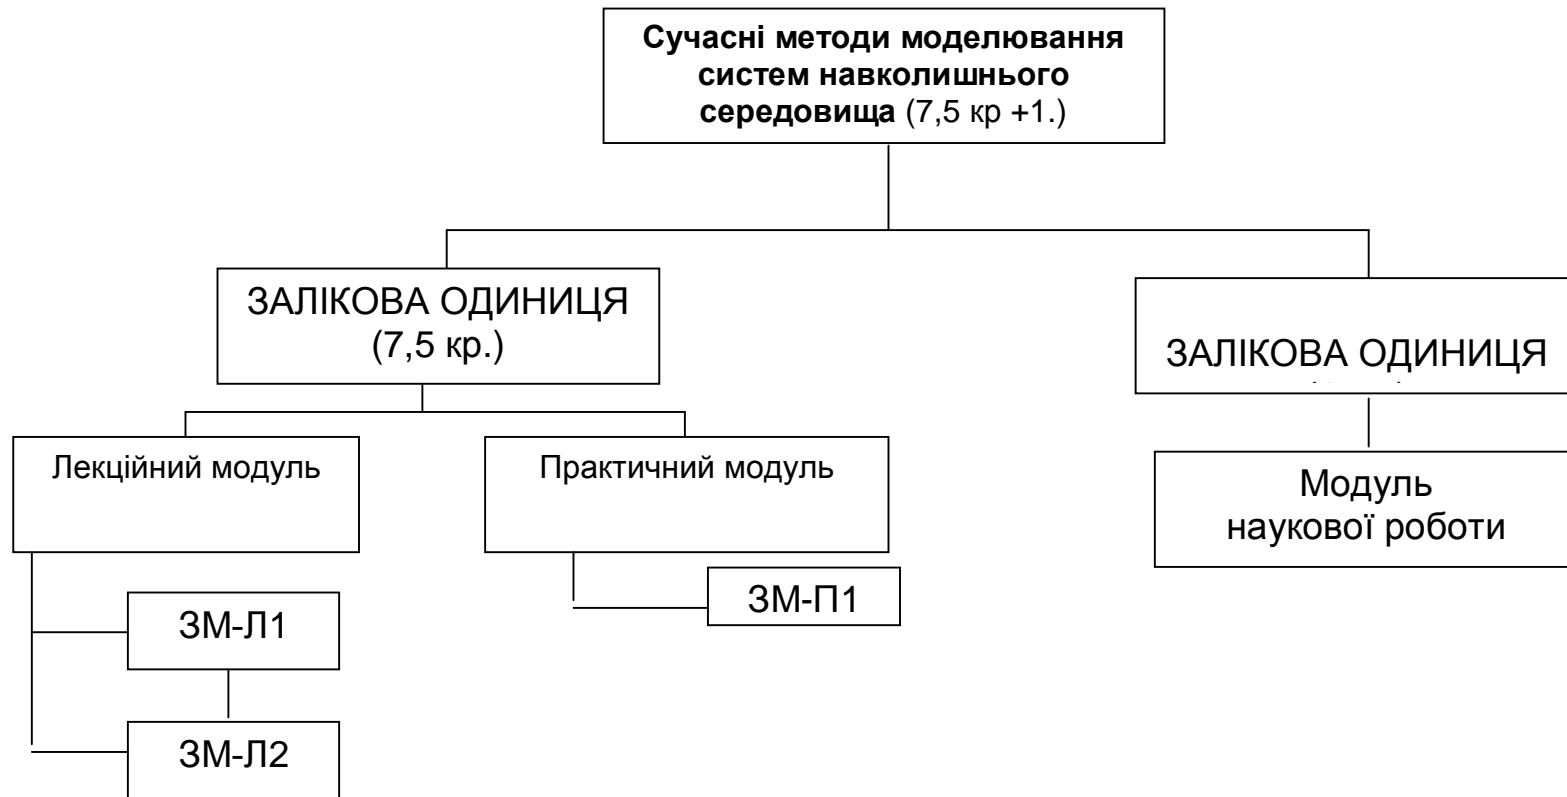 Сучасні методи моделювання
систем навколишнього
середовища (7,5 кр +1.)
ЗАЛІКОВА ОДИНИЦЯ
(7,5 кр.)
ЗАЛІКОВА ОДИНИЦЯ
Лекційний модуль
Практичний модуль
Модуль
наукової роботи
ЗМ-Л1
ЗМ-П1
ЗМ-Л2